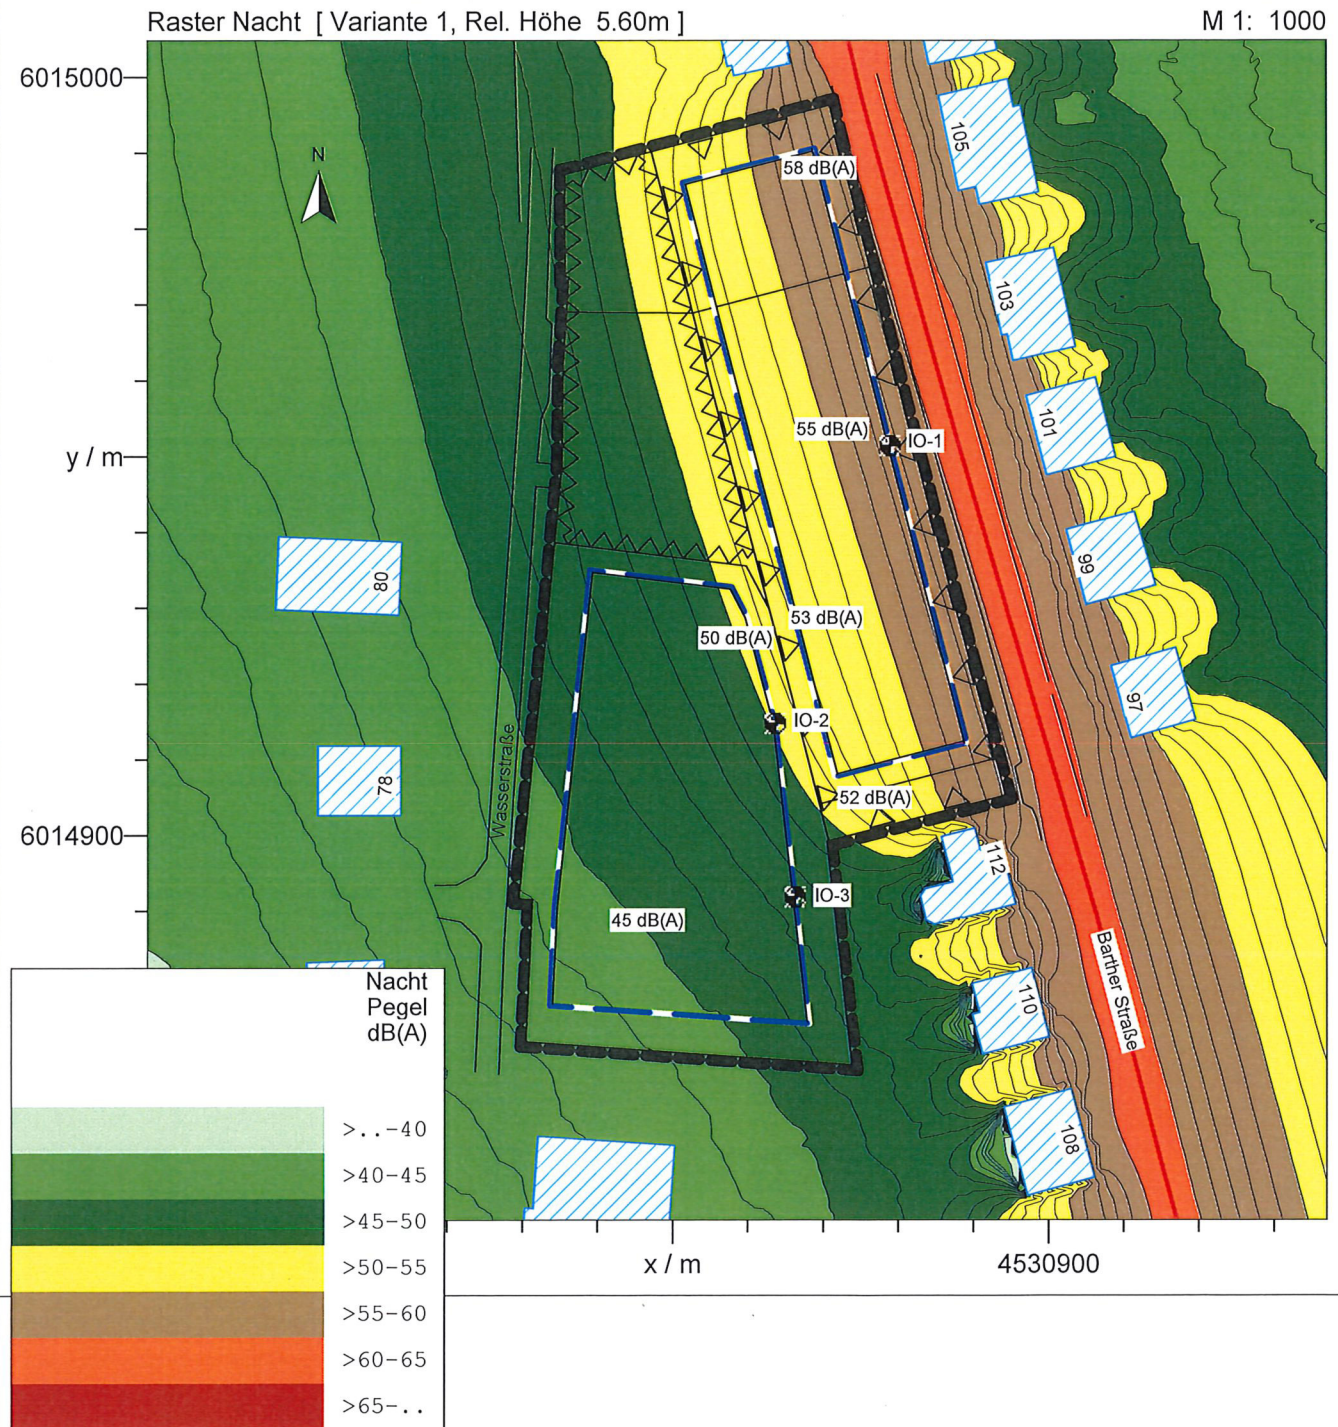 Raster Nacht [ Variante 1, Rel. Höhe 5.60m ]
M 1: 1000
6015000
N
105
58 dB(A)
103
101
55 dB(A)
IO-1
y / m
99
80
53 dB(A)
50 dB(A)
97
IO-2
78
Wasserstraße
52 dB(A)
6014900
112
IO-3
45 dB(A)
Barther Straße
110
108
x / m
4530900
Nacht
Pegel
dB(A)
>..-40
>40-45
>45-50
>50-55
>55-60
>60-65
>65-..